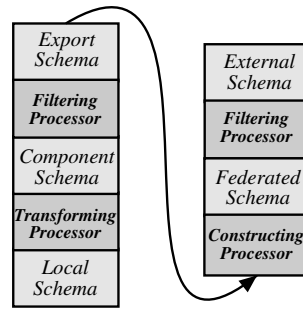 Export
Schema
Filtering
Processor
Component
Schema
Transforming
Processor
Local
Schema
External
Schema
Filtering
Processor
Federated
Schema
Constructing
Processor